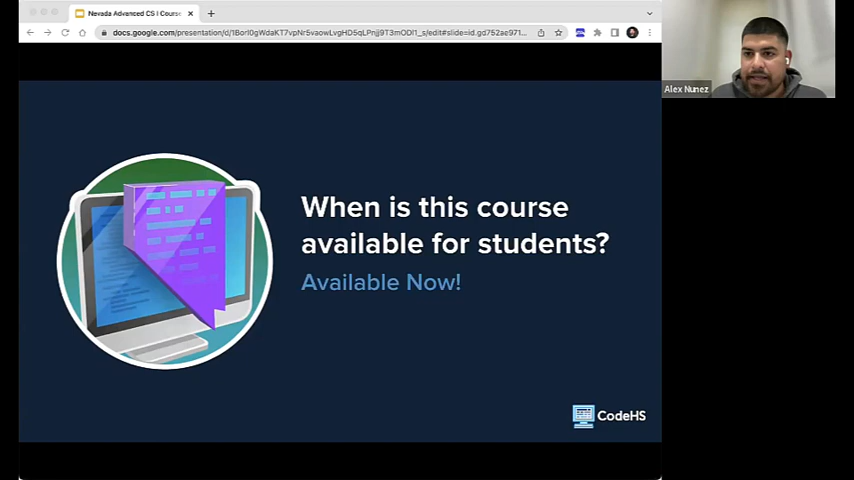 Nevada Advanced CS | Course
docs.google.com/presentation/d/
Alex Nunez
When is this course
available for students?
Available Now!
CodeHS